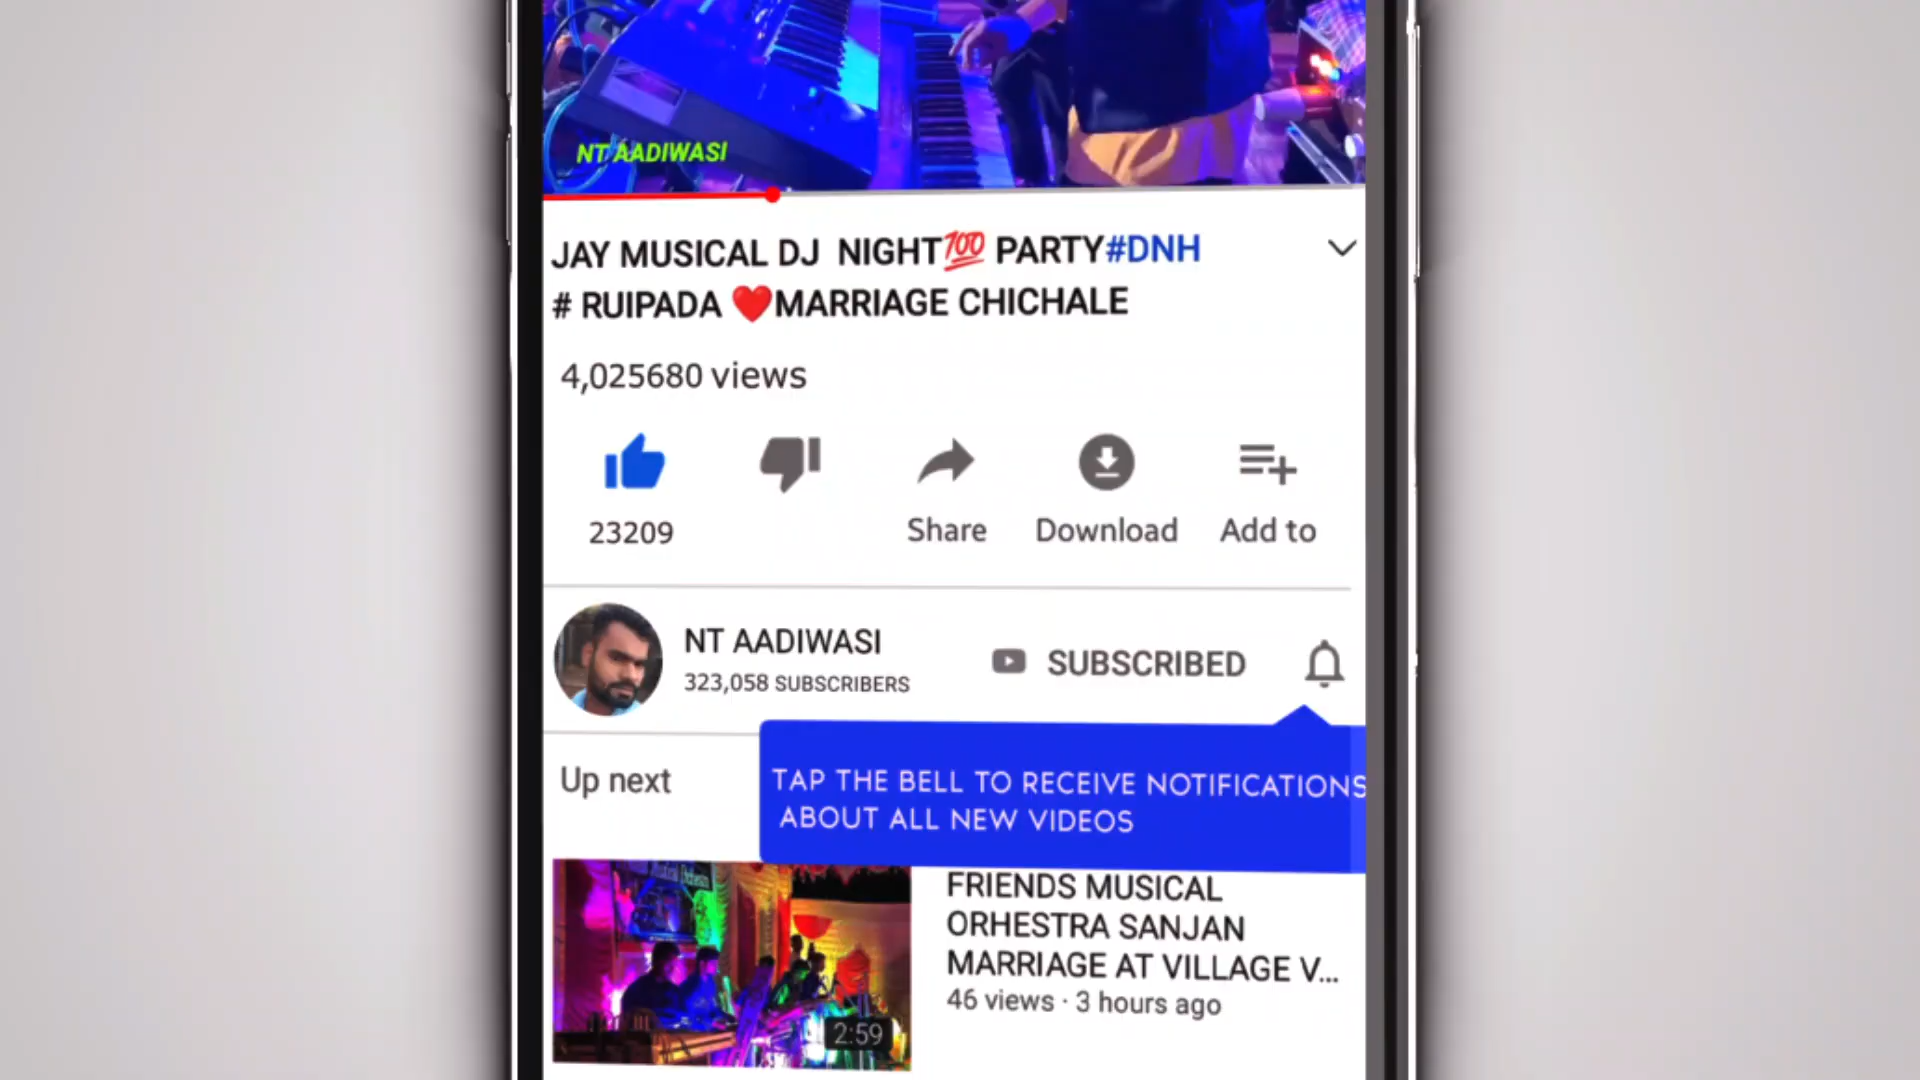 NT AADIWASI
JAY MUSICAL DJ NIGHT💯 PARTY#DNH
# RUIPADA ❤️MARRIAGE CHICHALE
4,025680 views
23209
Share
Download
Add to
NT AADIWASI
323,058 SUBSCRIBERS
SUBSCRIBED
Up next
TAP THE BELL TO RECEIVE NOTIFICATIONS
ABOUT ALL NEW VIDEOS
FRIENDS MUSICAL
ORHESTRA SANJAN
MARRIAGE AT VILLAGE V...
46 views · 3 hours ago
2:59